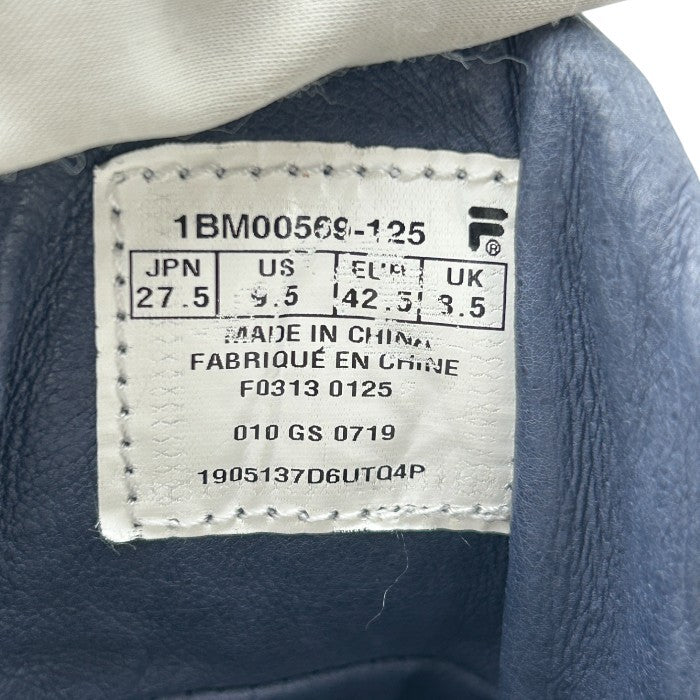 1BM00569-125 F®
JPN US EUR UK
27.5 9.5 42.5 8.5
MADE IN CHINA
FABRIQUÉ EN CHINE
F0313 0125
010 GS 0719
1905137D6UTQ4P